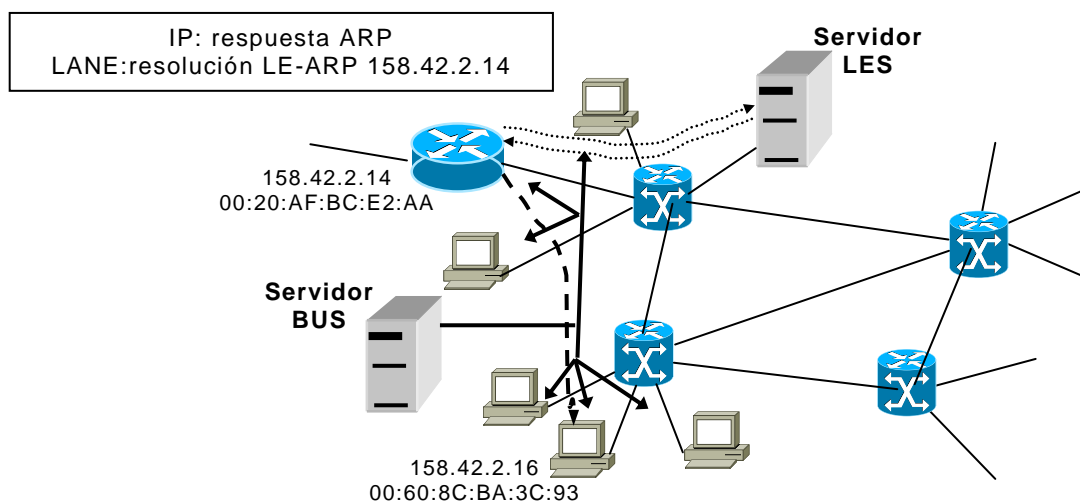 IP: respuesta ARP
LANE:resolución LE-ARP 158.42.2.14
Servidor
LES
158.42.2.14
00:20:AF:BC:E2:AA
Servidor
BUS
158.42.2.16
00:60:8C:BA:3C:93